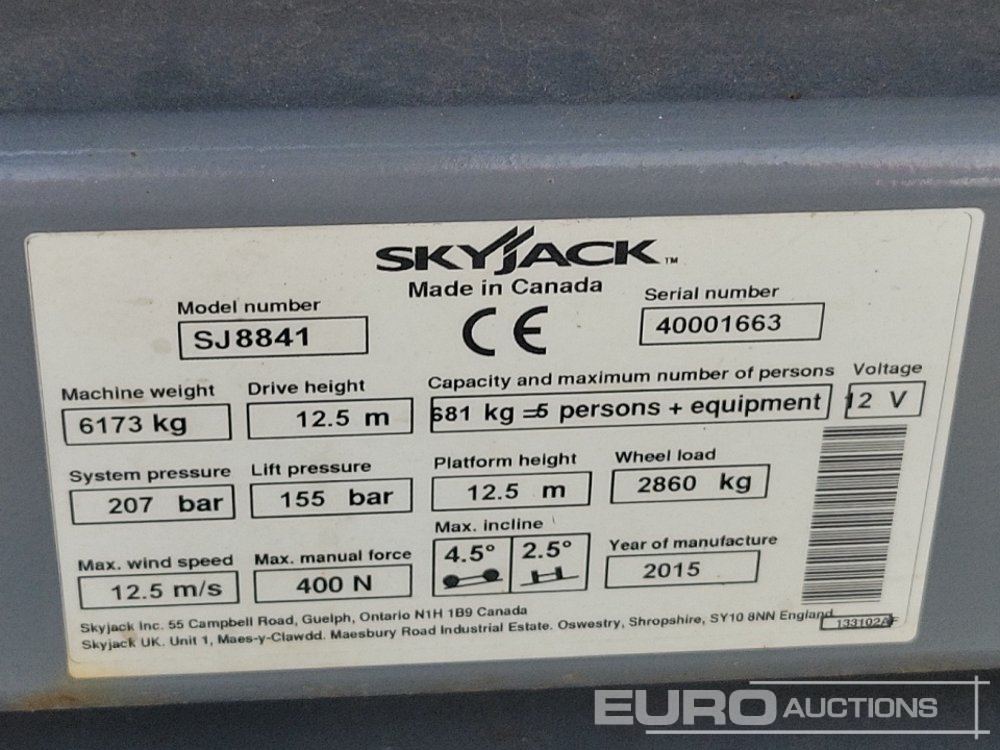 SKYJACK™
Made in Canada
Model number
SJ8841
CE
Serial number
40001663
Machine weight
6173 kg
Drive height
12.5 m
Capacity and maximum number of persons
681 kg =5 persons + equipment
Voltage
12 V
System pressure
207 bar
Lift pressure
155 bar
Platform height
12.5 m
Wheel load
2860 kg
Max. wind speed
12.5 m/s
Max. manual force
400 N
Max. incline
4.5° 2.5°
Year of manufacture
2015
Skyjack Inc. 55 Campbell Road, Guelph, Ontario N1H 1B9 Canada
Skyjack UK. Unit 1, Maes-y-Clawdd. Maesbury Road Industrial Estate. Oswestry, Shropshire, SY10 8NN England
133102AF
EURO AUCTIONS